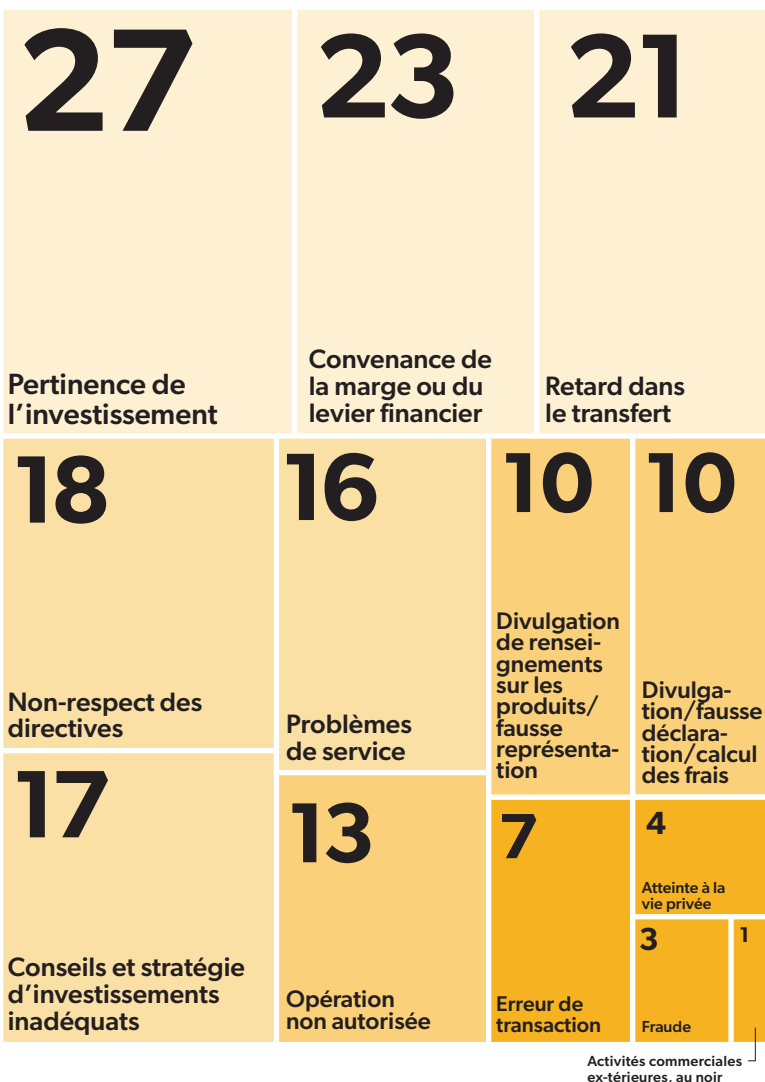 27
Pertinence de
l'investissement
23
Convenance de
la marge ou du
levier financier
21
Retard dans
le transfert
18
Non-respect des
directives
16
Problèmes
de service
10
Divulgation
de rensei-
gnements
sur les
produits/
fausse
représenta-
tion
10
Divulga-
tion/fausse
déclara-
tion/calcul
des frais
17
Conseils et stratégie
d'investissements
inadéquats
13
Opération
non autorisée
7
Erreur de
transaction
4
Atteinte à la
vie privée
3
Fraude
1
Activités commerciales
ex-térieures, au noir